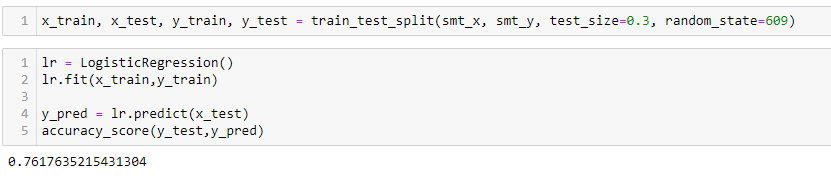 1 x_train, x_test, y_train, y_test = train_test_split(smt_x, smt_y, test_size=0.3, random_state=609)
1 lr = LogisticRegression()
2 lr.fit(x_train,y_train)
3
4 y_pred = lr.predict(x_test)
5 accuracy_score(y_test,y_pred)
0.7617635215431304